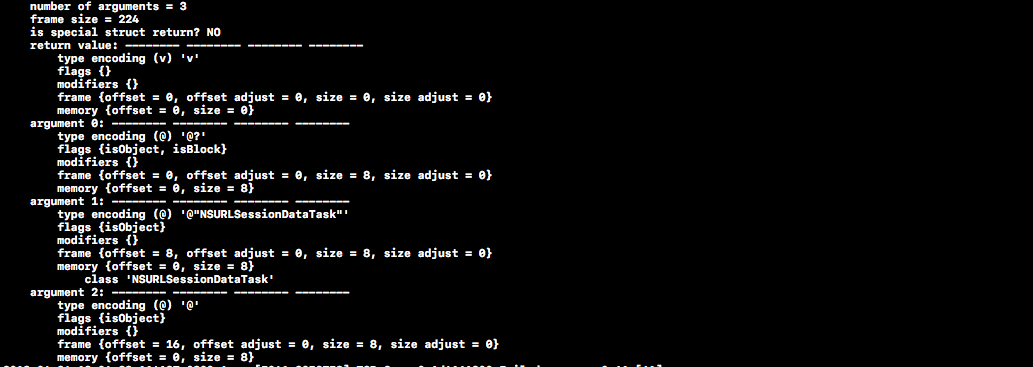 number of arguments = 3
frame size = 224
is special struct return? NO
return value: -------- -------- -------- --------
type encoding (v) 'v'
flags {}
modifiers {}
frame {offset = 0, offset adjust = 0, size = 0, size adjust = 0}
memory {offset = 0, size = 0}
argument 0: -------- -------- -------- --------
type encoding (@) '@?'
flags {isObject, isBlock}
modifiers {}
frame {offset = 0, offset adjust = 0, size = 8, size adjust = 0}
memory {offset = 0, size = 8}
argument 1: -------- -------- -------- --------
type encoding (@) '@"NSURLSessionDataTask"'
flags {isObject}
modifiers {}
frame {offset = 8, offset adjust = 0, size = 8, size adjust = 0}
memory {offset = 0, size = 8}
class 'NSURLSessionDataTask'
argument 2: -------- -------- -------- --------
type encoding (@) '@'
flags {isObject}
modifiers {}
frame {offset = 16, offset adjust = 0, size = 8, size adjust = 0}
memory {offset = 0, size = 8}